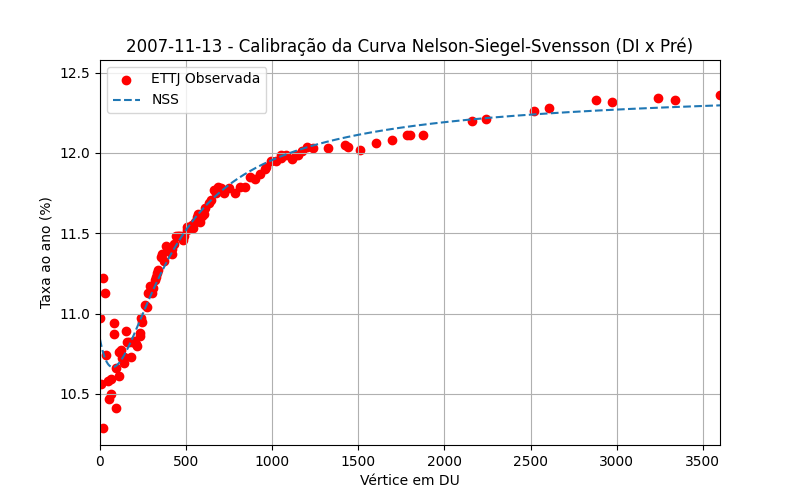 2007-11-13 - Calibração da Curva Nelson-Siegel-Svensson (DI x Pré)
ETTJ Observada
NSS
Taxa ao ano (%)
12.5
12.0
11.5
11.0
10.5
0 500 1000 1500 2000 2500 3000 3500
Vértice em DU